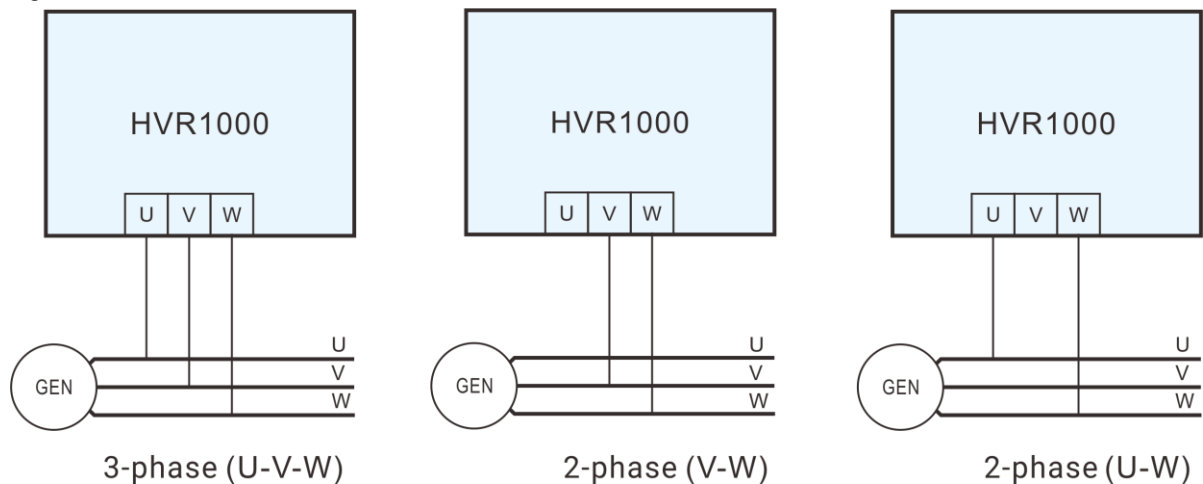 HVR1000
U V W
U
V
W
GEN
3-phase (U-V-W)
HVR1000
U V W
U
V
W
GEN
2-phase (V-W)
HVR1000
U V W
U
V
W
GEN
2-phase (U-W)